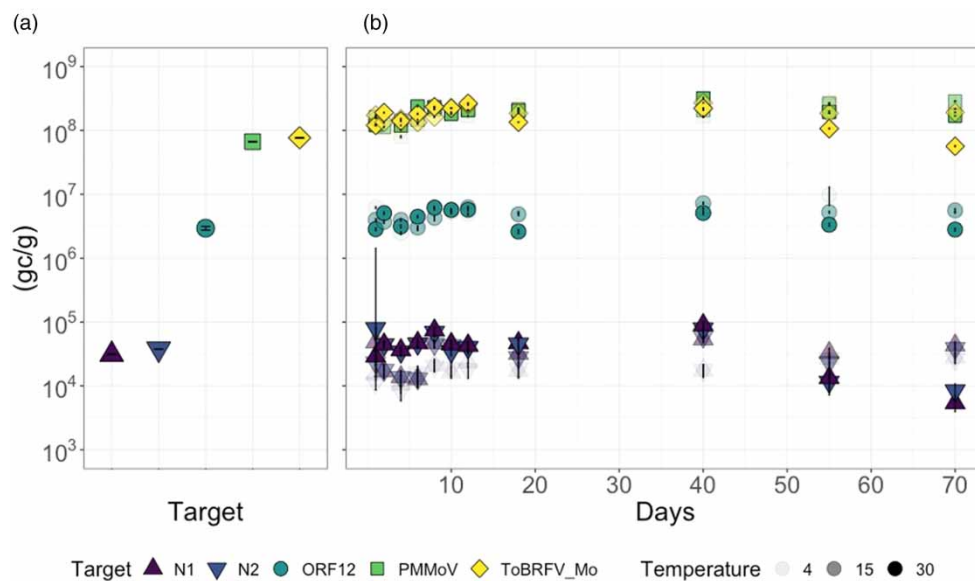 (a)
(b)
10⁹
10⁸
10⁷
10⁶
10⁵
10⁴
10³
(gc/g)
10 20 30 40 50 60 70
Target
Days
Target N1 N2 ORF12 PMMoV ToBRFV_Mo Temperature 4 15 30